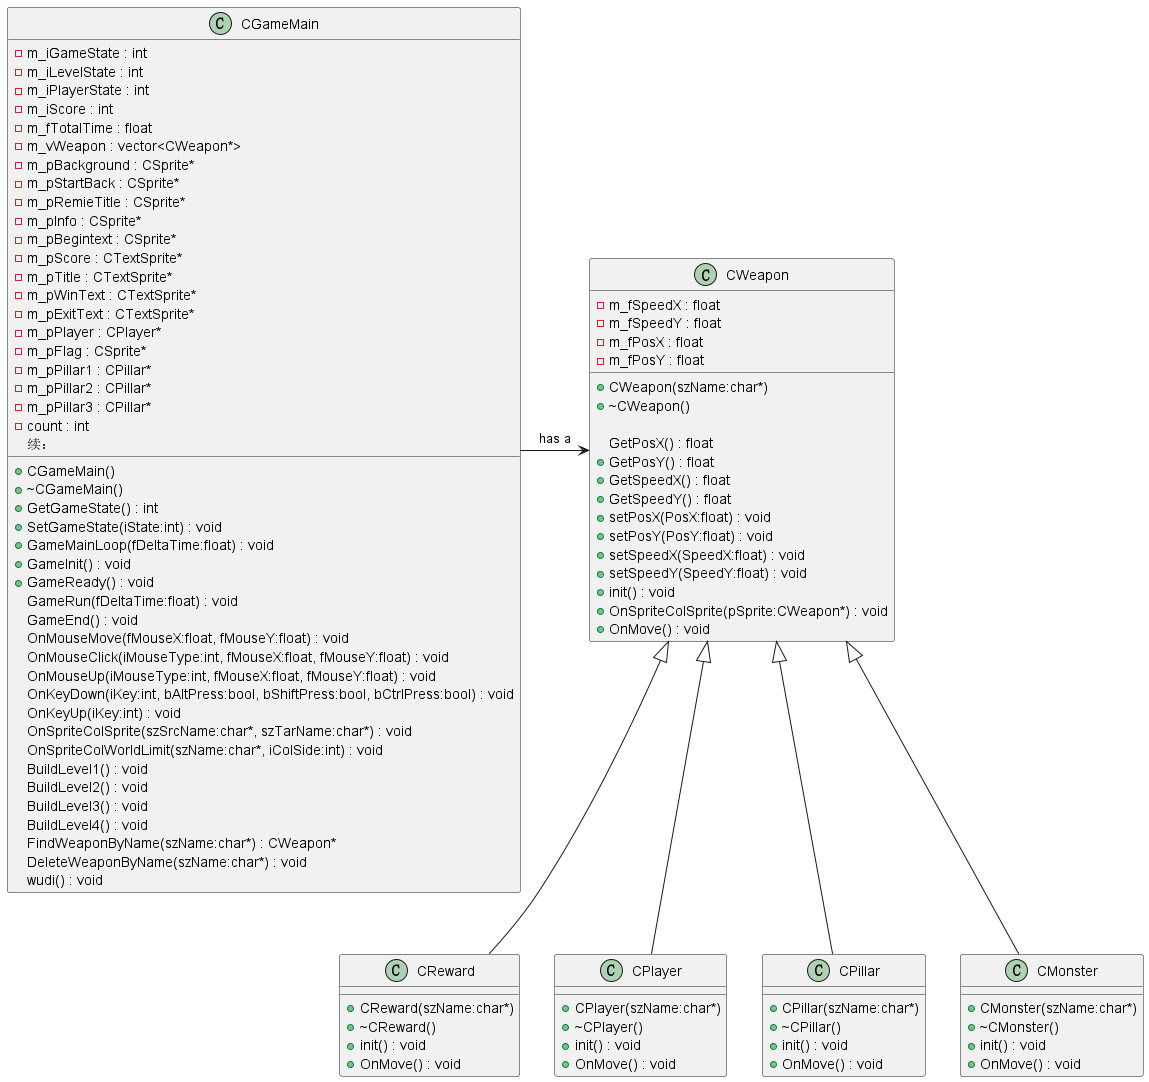 CGameMain
m_iGameState : int
m_iLevelState : int
m_iPlayerState : int
m_iScore : int
m_fTotalTime : float
m_vWeapon : vector<CWeapon*>
m_pBackground : CSprite*
m_pStartBack : CSprite*
m_pRemieTitle : CSprite*
m_pInfo : CSprite*
m_pBegintext : CSprite*
m_pScore : CTextSprite*
m_pTitle : CTextSprite*
m_pWinText : CTextSprite*
m_pExitText : CTextSprite*
m_pPlayer : CPlayer*
m_pFlag : CSprite*
m_pPillar1 : CPillar*
m_pPillar2 : CPillar*
m_pPillar3 : CPillar*
count : int
续：
CGameMain()
~CGameMain()
GetGameState() : int
SetGameState(iState:int) : void
GameMainLoop(fDeltaTime:float) : void
GameInit() : void
GameReady() : void
GameRun(fDeltaTime:float) : void
GameEnd() : void
OnMouseMove(fMouseX:float, fMouseY:float) : void
OnMouseClick(iMouseType:int, fMouseX:float, fMouseY:float) : void
OnMouseUp(iMouseType:int, fMouseX:float, fMouseY:float) : void
OnKeyDown(iKey:int, bAltPress:bool, bShiftPress:bool, bCtrlPress:bool) : void
OnKeyUp(iKey:int) : void
OnSpriteColSprite(szSrcName:char*, szTarName:char*) : void
OnSpriteColWorldLimit(szName:char*, iColSide:int) : void
BuildLevel1() : void
BuildLevel2() : void
BuildLevel3() : void
BuildLevel4() : void
FindWeaponByName(szName:char*) : CWeapon*
DeleteWeaponByName(szName:char*) : void
wudi() : void
has a
CWeapon
m_fSpeedX : float
m_fSpeedY : float
m_fPosX : float
m_fPosY : float
CWeapon(szName:char*)
~CWeapon()
GetPosX() : float
GetPosY() : float
GetSpeedX() : float
GetSpeedY() : float
setPosX(PosX:float) : void
setPosY(PosY:float) : void
setSpeedX(SpeedX:float) : void
setSpeedY(SpeedY:float) : void
init() : void
OnSpriteColSprite(pSprite:CWeapon*) : void
OnMove() : void
CReward
CReward(szName:char*)
~CReward()
init() : void
OnMove() : void
CPlayer
CPlayer(szName:char*)
~CPlayer()
init() : void
OnMove() : void
CPillar
CPillar(szName:char*)
~CPillar()
init() : void
OnMove() : void
CMonster
CMonster(szName:char*)
~CMonster()
init() : void
OnMove() : void